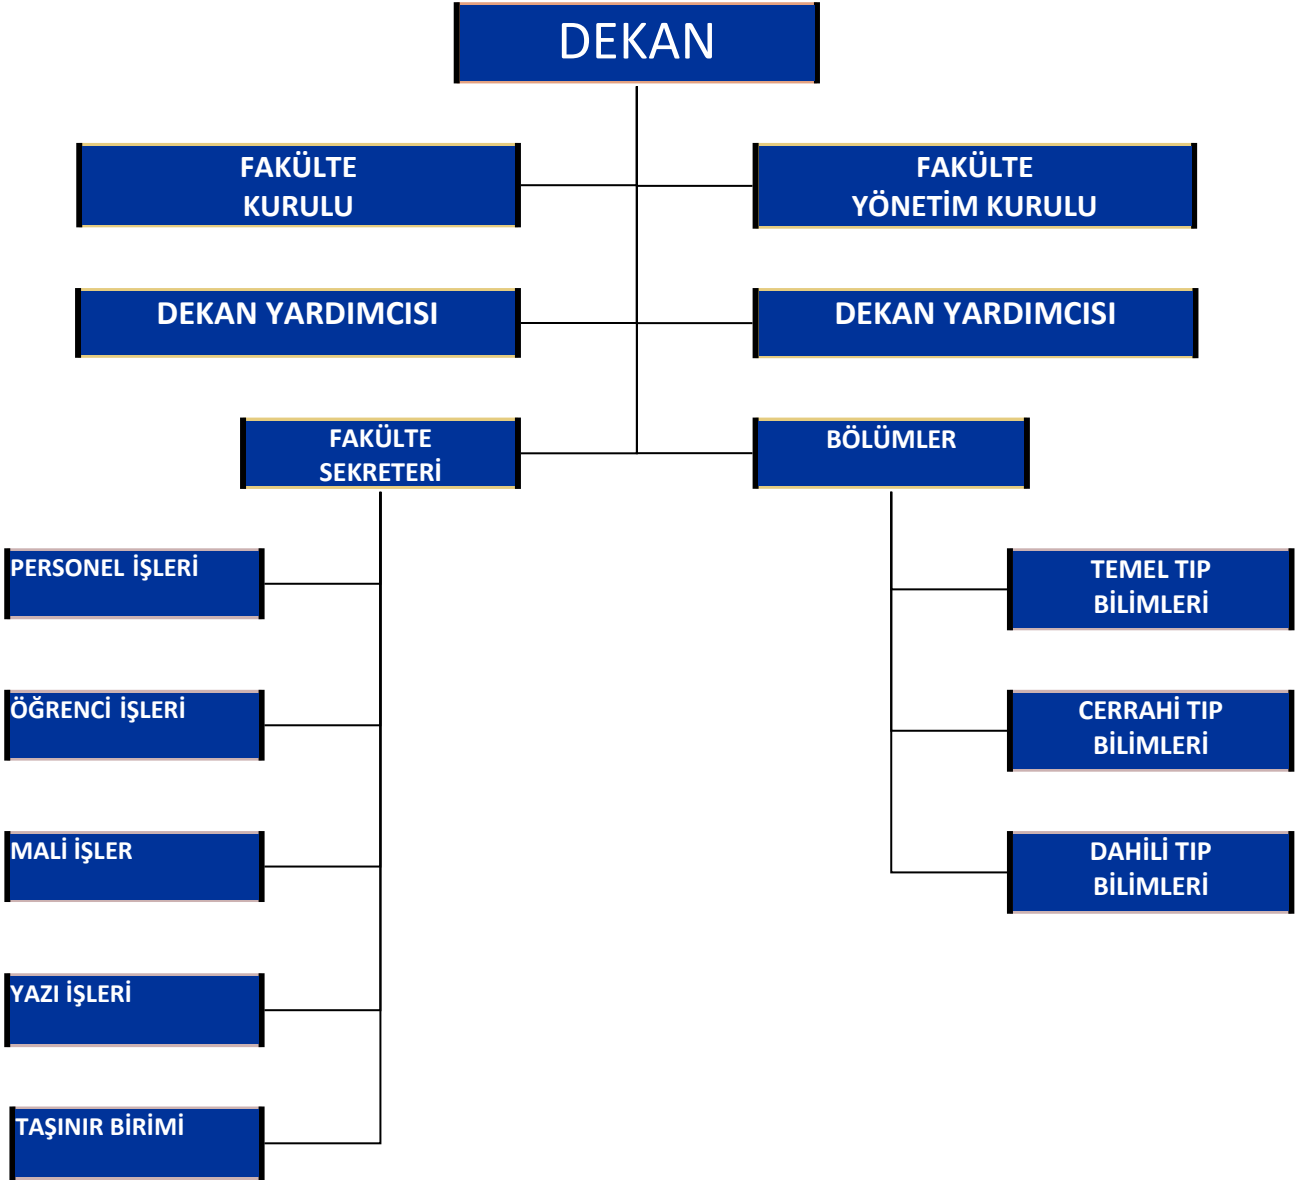 DEKAN
FAKÜLTE
KURULU
FAKÜLTE
YÖNETİM KURULU
DEKAN YARDIMCISI
DEKAN YARDIMCISI
FAKÜLTE
SEKRETERİ
BÖLÜMLER
PERSONEL İŞLERİ
TEMEL TIP
BİLİMLERİ
ÖĞRENCİ İŞLERİ
CERRAHİ TIP
BİLİMLERİ
MALİ İŞLER
DAHİLİ TIP
BİLİMLERİ
YAZI İŞLERİ
TAŞINIR BİRİMİ